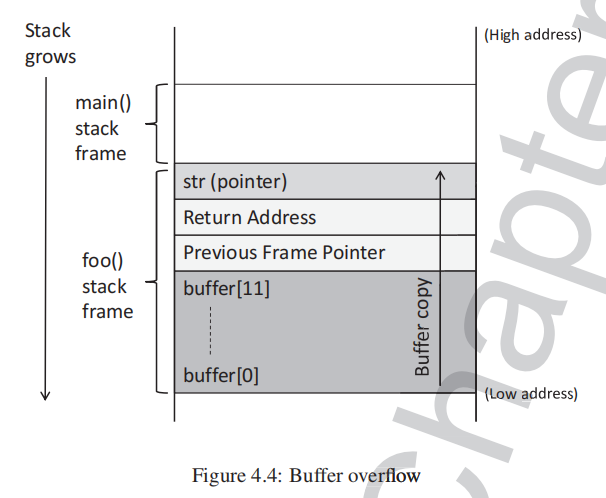 Stack
grows
(High address)
main()
stack
frame
str (pointer)
Return Address
Previous Frame Pointer
foo()
stack
frame
buffer[11]
Buffer copy
buffer[0]
(Low address)
Figure 4.4: Buffer overflow
Chapter